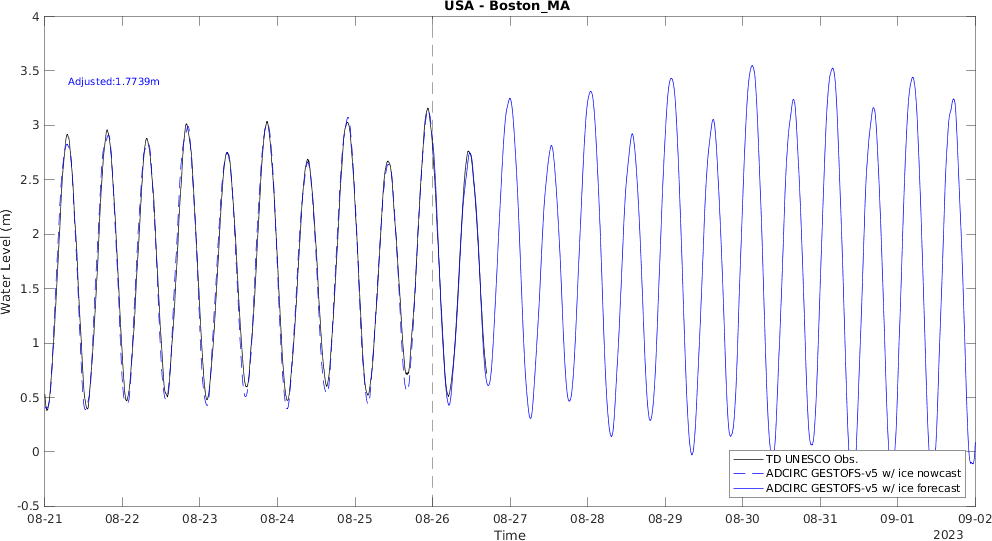 USA - Boston_MA
4
3.5
3
2.5
2
1.5
1
0.5
0
-0.5
Water Level (m)
Adjusted:1.7739m
TD UNESCO Obs.
ADCIRC GESTOFS-v5 w/ ice nowcast
ADCIRC GESTOFS-v5 w/ ice forecast
08-21 08-22 08-23 08-24 08-25 08-26 08-27 08-28 08-29 08-30 08-31 09-01 09-02
Time
2023